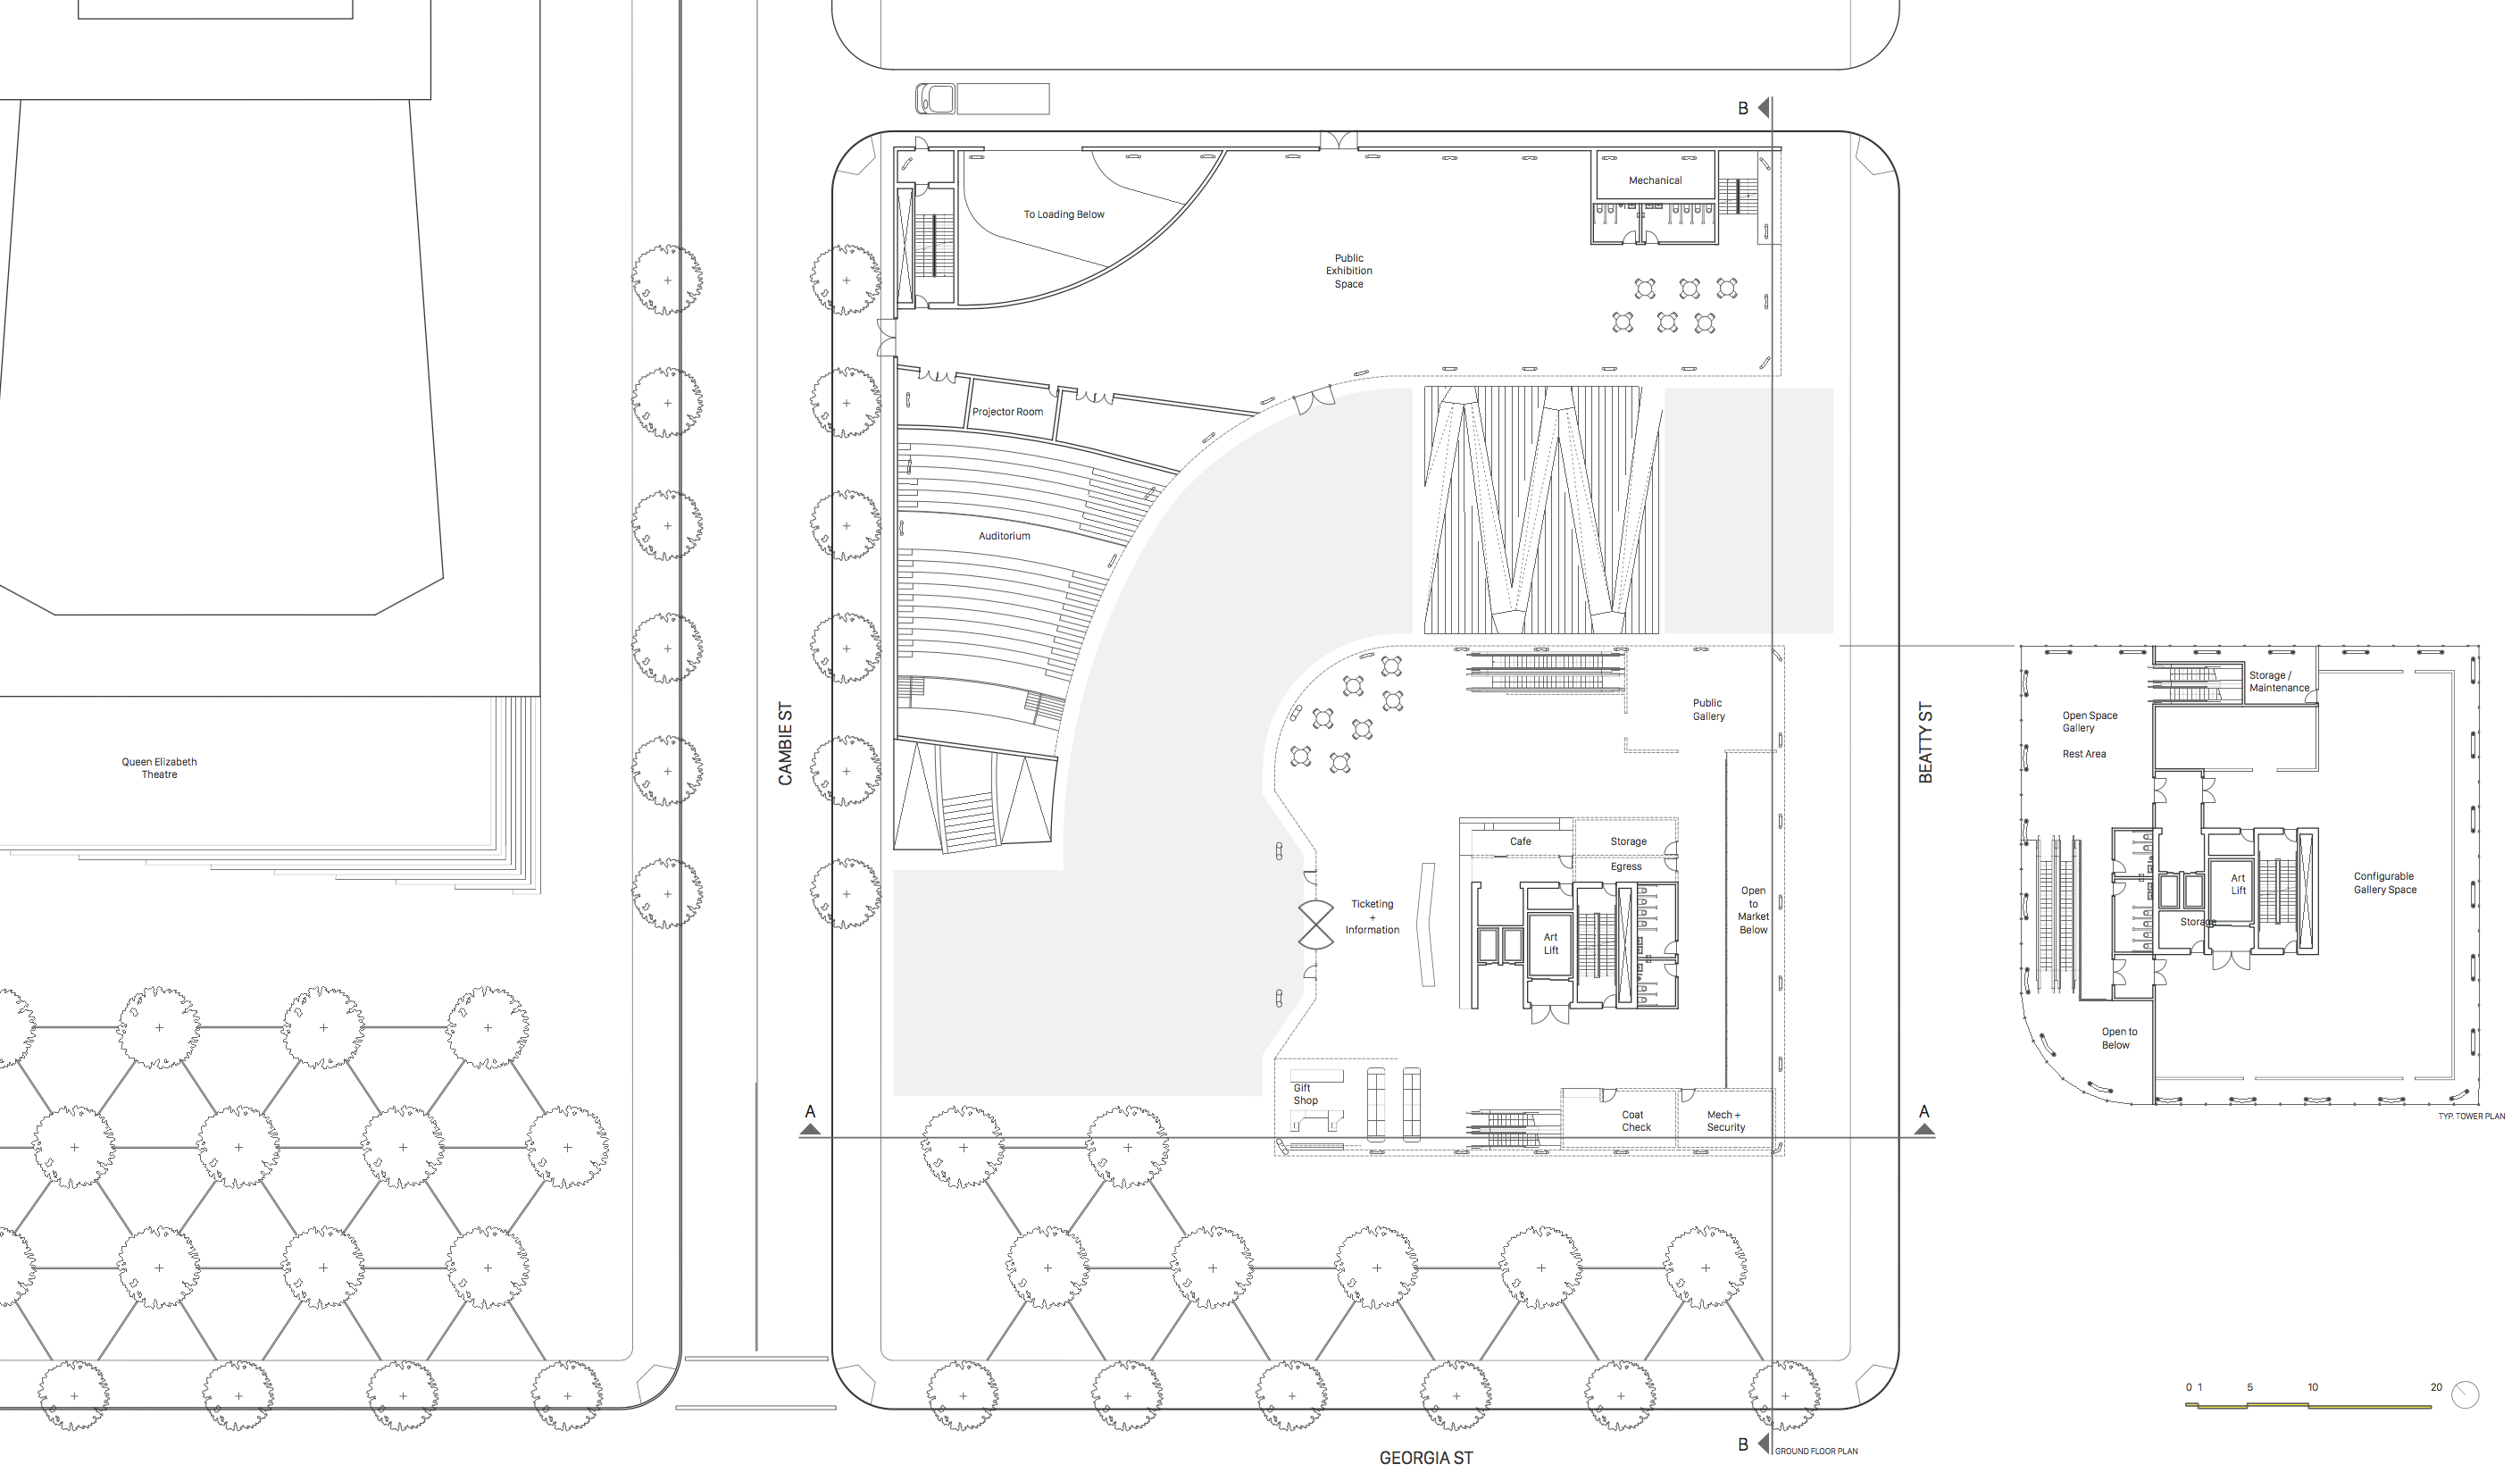 B
Mechanical
To Loading Below
Public
Exhibition
Space
Projector Room
Auditorium
Queen Elizabeth
Theatre
CAMBIE ST
Public
Gallery
BEATTY ST
Cafe
Storage
Egress
Ticketing
+
Information
Art
Lift
Open
to
Market
Below
Gift
Shop
Coat
Check
Mech +
Security
A
A
Storage /
Maintenance
Open Space
Gallery
Rest Area
Art
Lift
Storage
Configurable
Gallery Space
Open to
Below
TYP. TOWER PLAN
0 1 5 10 20
B
GROUND FLOOR PLAN
GEORGIA ST